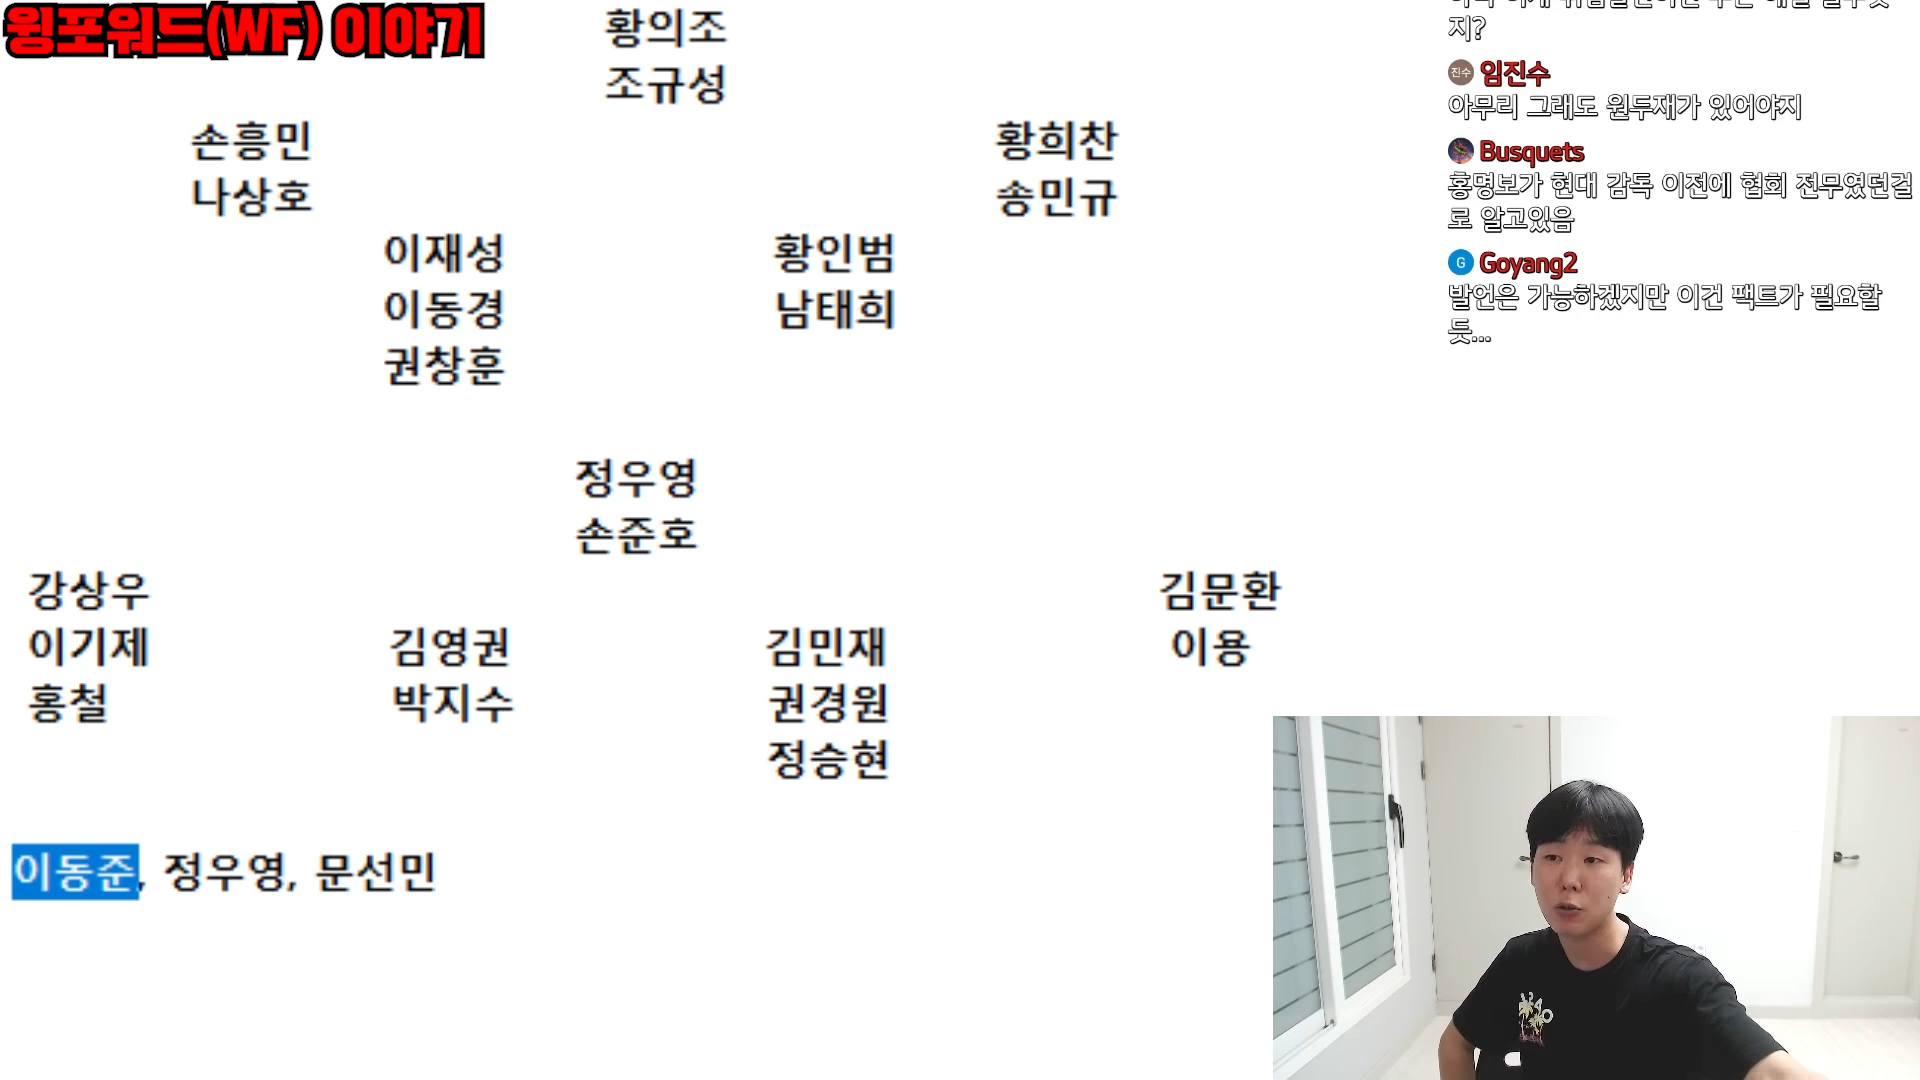 윙포워드(WF) 이야기
황의조
조규성
손흥민 황희찬
나상호 송민규
이재성 황인범
이동경 남태희
권창훈
정우영
손준호
강상우 김문환
이기제 김영권 김민재 이용
홍철 박지수 권경원
정승현
이동준, 정우영, 문선민
지?
진수 임진수
아무리 그래도 원두재가 있어야지
Busquets
홍명보가 현대 감독 이전에 협회 전무였던걸
로 알고있음
G Goyang2
발언은 가능하겠지만 이건 팩트가 필요할
듯...